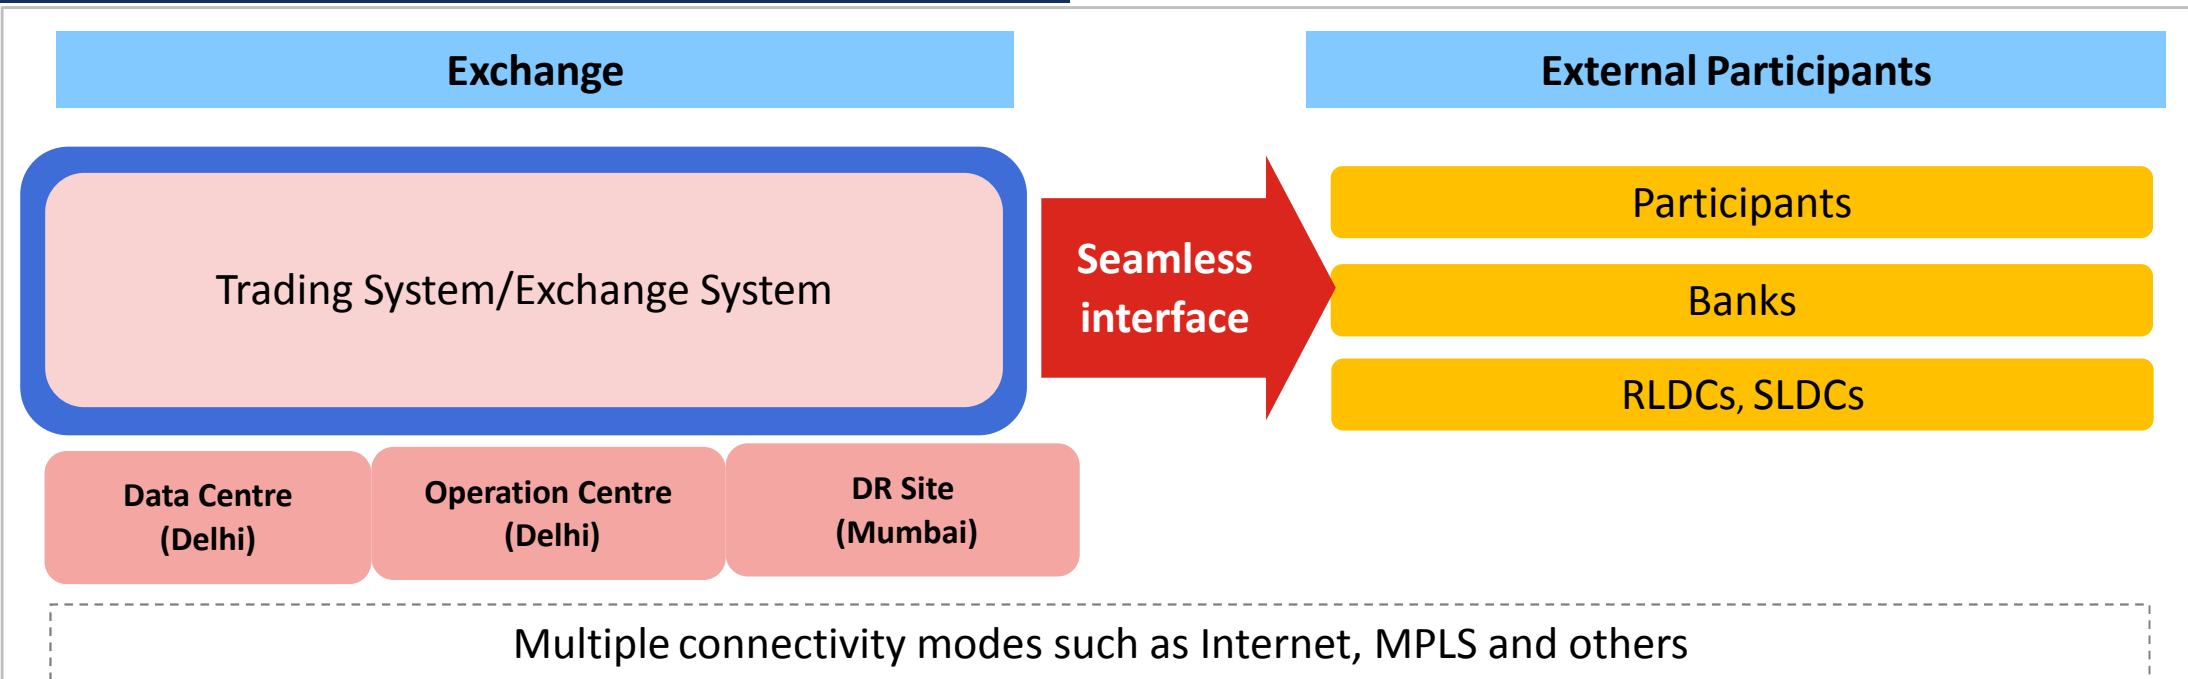 Exchange
External Participants
Trading System/Exchange System
Seamless
interface
Participants
Banks
RLDCs, SLDCs
Data Centre
(Delhi)
Operation Centre
(Delhi)
DR Site
(Mumbai)
Multiple connectivity modes such as Internet, MPLS and others